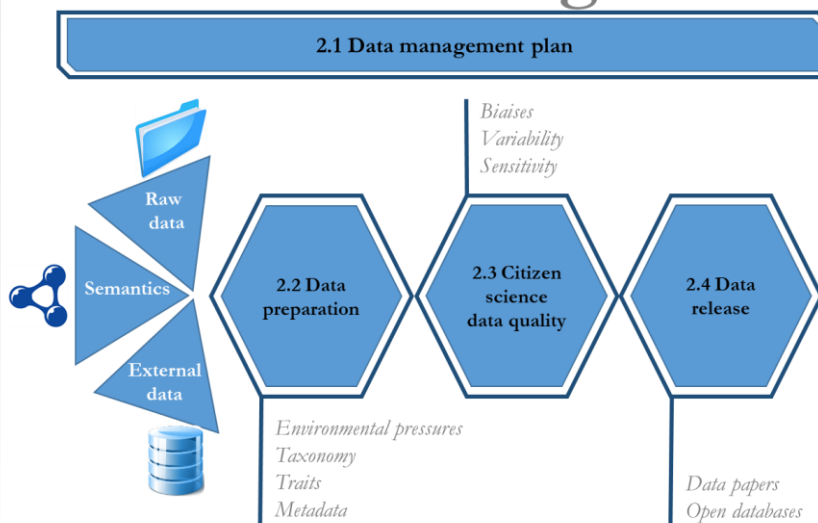 2.1 Data management plan
Biaises
Variability
Sensitivity
Raw
data
Semantics
External
data
2.2 Data
preparation
2.3 Citizen
science
data quality
2.4 Data
release
Environmental pressures
Taxonomy
Traits
Metadata
Data papers
Open databases